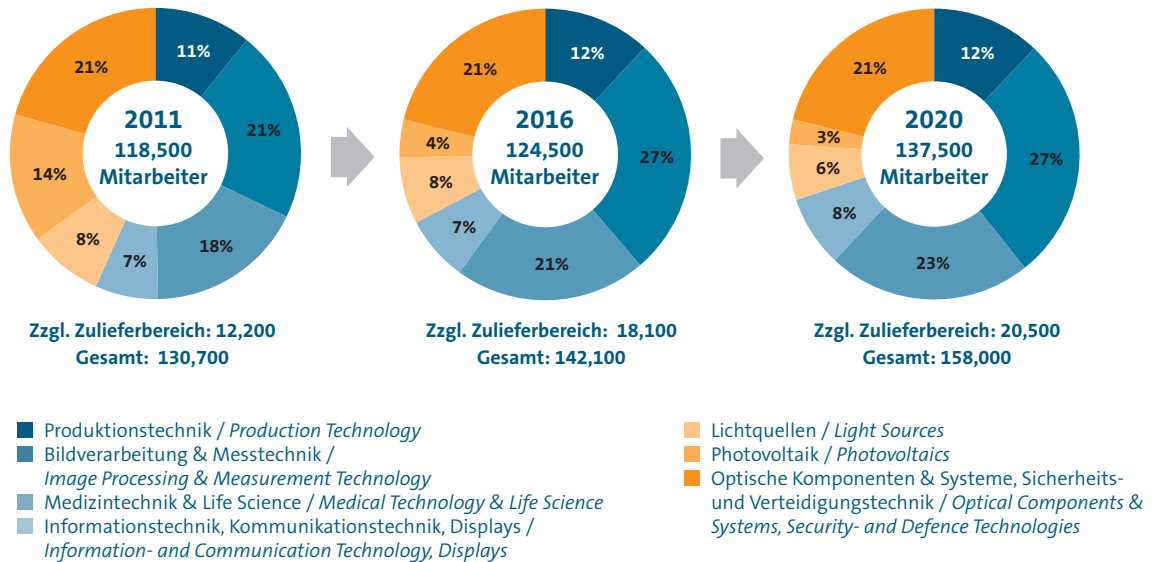 11%
21%
21%
14%
8%
7%
18%
2011
118,500
Mitarbeiter
Zzgl. Zulieferbereich: 12,200
Gesamt: 130,700
12%
21%
27%
4%
8%
7%
21%
2016
124,500
Mitarbeiter
Zzgl. Zulieferbereich: 18,100
Gesamt: 142,100
12%
21%
27%
3%
6%
8%
23%
2020
137,500
Mitarbeiter
Zzgl. Zulieferbereich: 20,500
Gesamt: 158,000
Produktionstechnik / Production Technology
Bildverarbeitung & Messtechnik /
Image Processing & Measurement Technology
Medizintechnik & Life Science / Medical Technology & Life Science
Informationstechnik, Kommunikationstechnik, Displays /
Information- and Communication Technology, Displays
Lichtquellen / Light Sources
Photovoltaik / Photovoltaics
Optische Komponenten & Systeme, Sicherheits-
und Verteidigungstechnik / Optical Components &
Systems, Security- and Defence Technologies